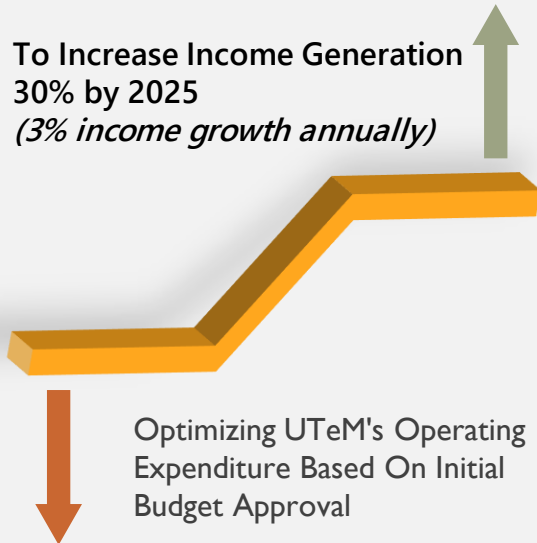 To Increase Income Generation
30% by 2025
(3% income growth annually)
Optimizing UTeM's Operating
Expenditure Based On Initial
Budget Approval